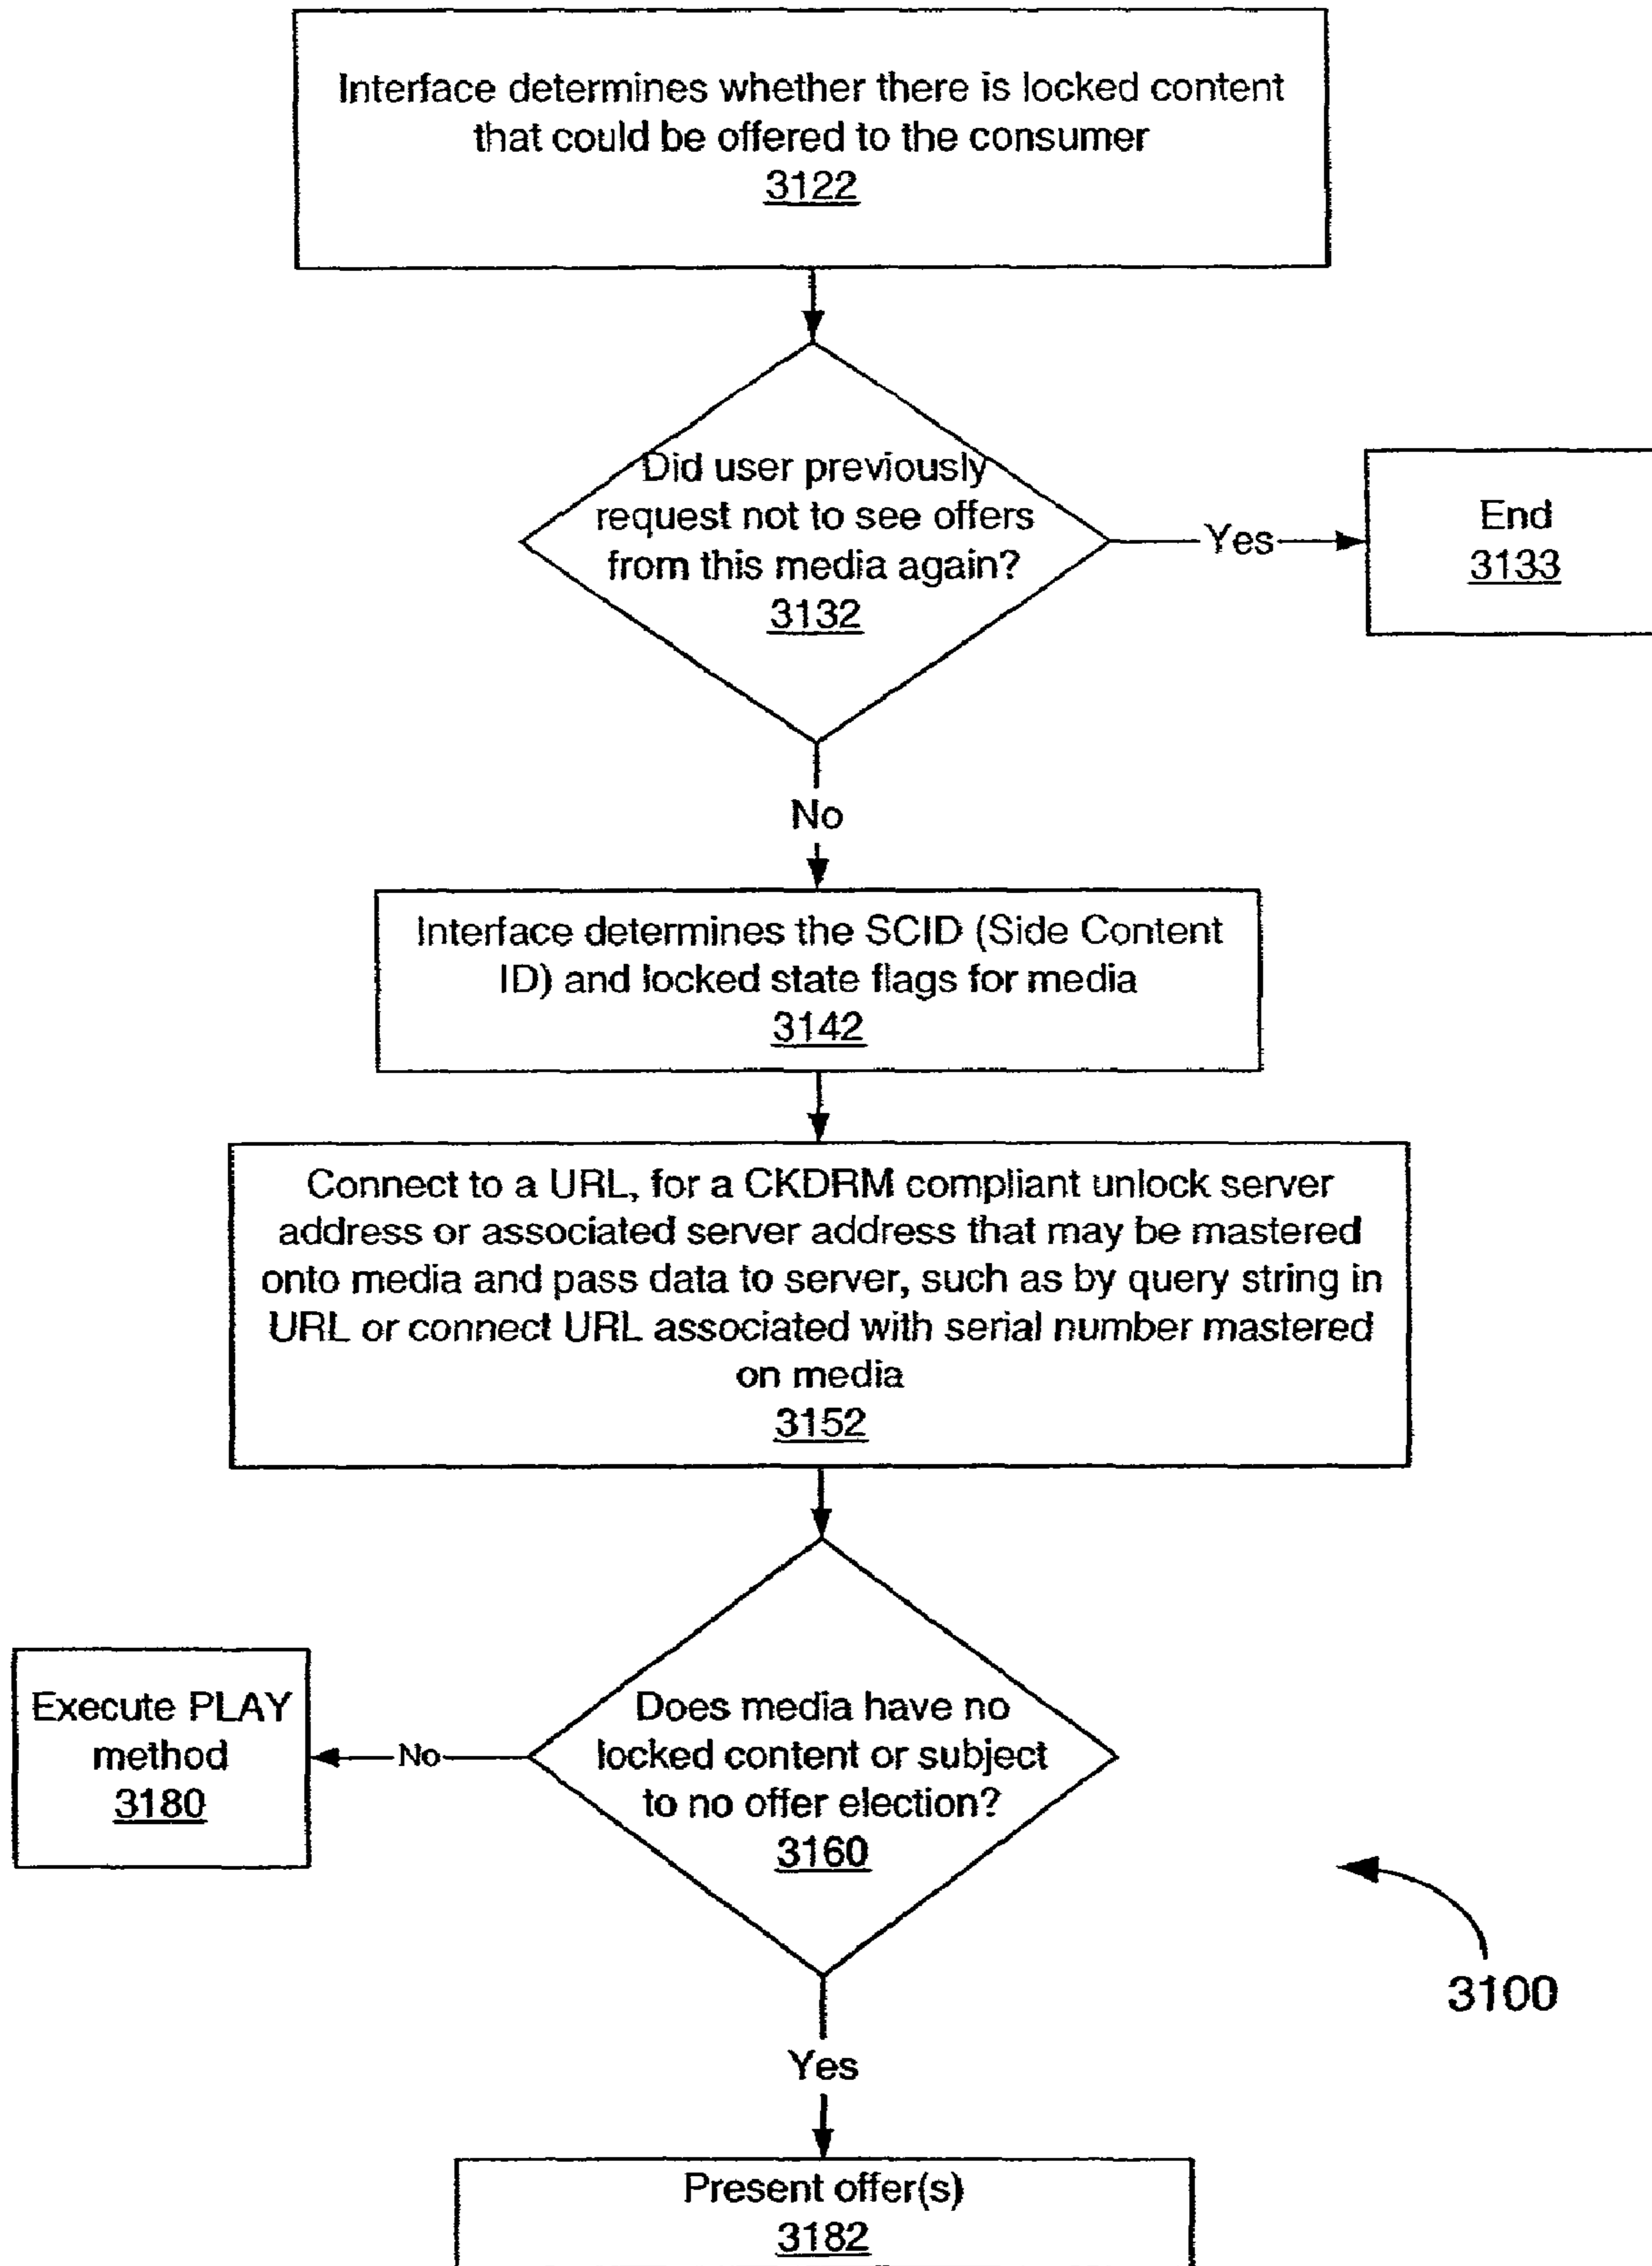 Interface determines whether there is locked content
that could be offered to the consumer
3122
Did user previously
request not to see offers
from this media again?
3132
Yes
End
3133
No
Interface determines the SCID (Side Content
ID) and locked state flags for media
3142
Connect to a URL, for a CKDRM compliant unlock server
address or associated server address that may be mastered
onto media and pass data to server, such as by query string in
URL or connect URL associated with serial number mastered
on media
3152
Does media have no
locked content or subject
to no offer election?
3160
No
Execute PLAY
method
3180
3100
Yes
Present offer(s)
3182